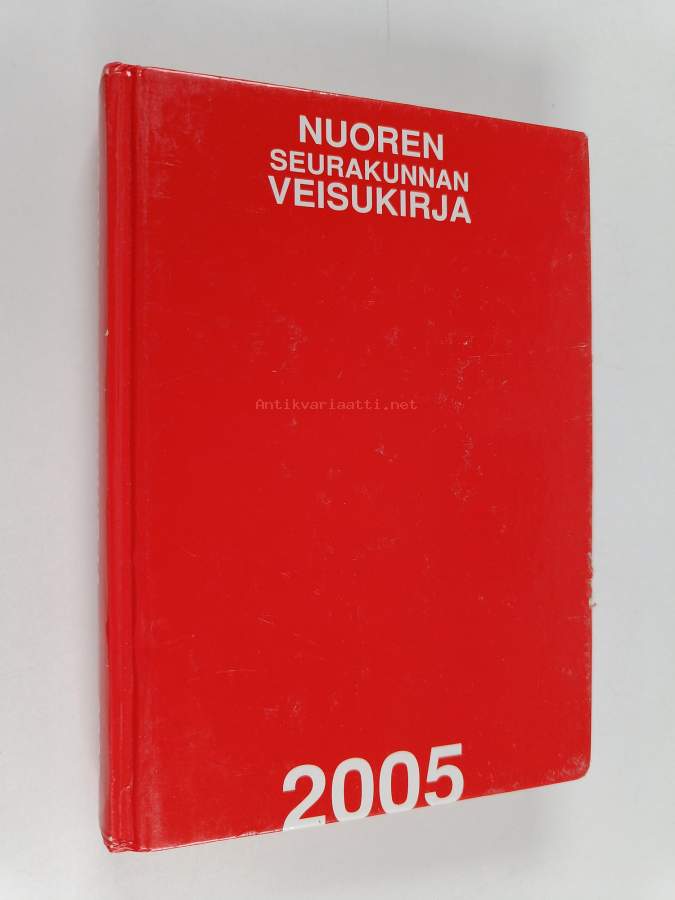 NUOREN
SEURAKUNNAN
VEISUKIRJA
Antikvariaatti.net
2005